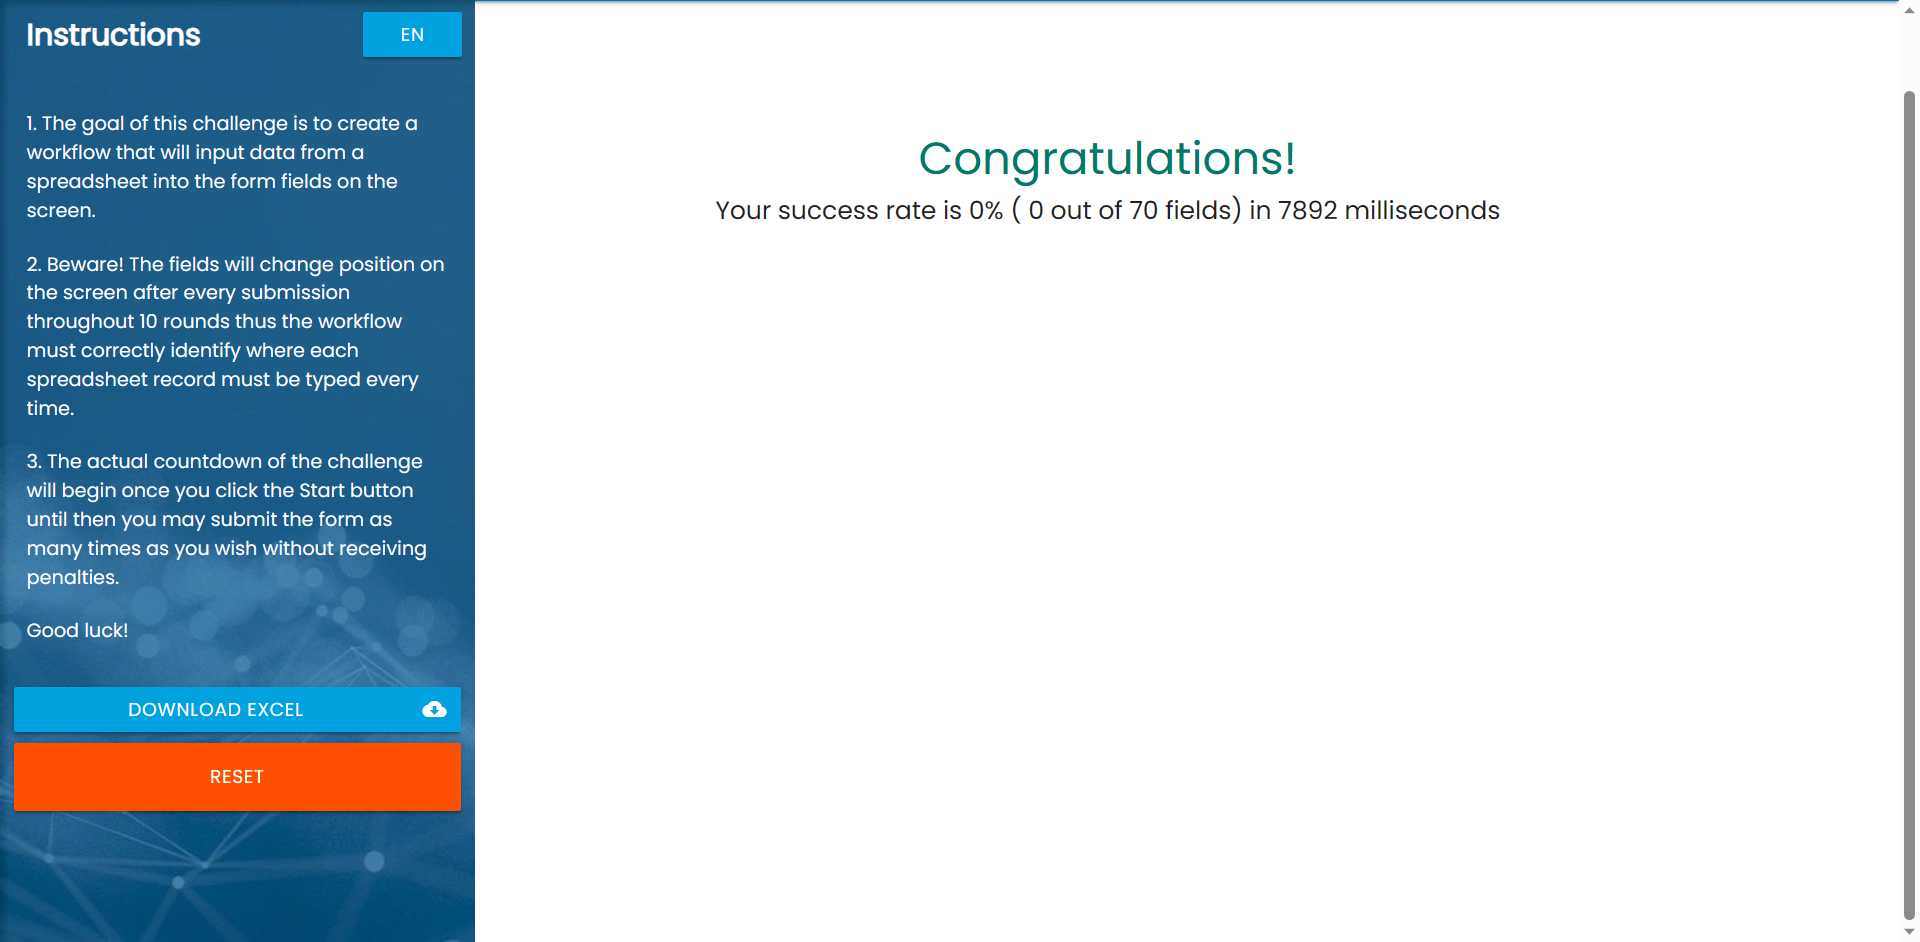 Instructions
EN
1. The goal of this challenge is to create a
workflow that will input data from a
spreadsheet into the form fields on the
screen.
2. Beware! The fields will change position on
the screen after every submission
throughout 10 rounds thus the workflow
must correctly identify where each
spreadsheet record must be typed every
time.
3. The actual countdown of the challenge
will begin once you click the Start button
until then you may submit the form as
many times as you wish without receiving
penalties.
Good luck!
DOWNLOAD EXCEL
RESET
Congratulations!
Your success rate is 0% ( 0 out of 70 fields) in 7892 milliseconds